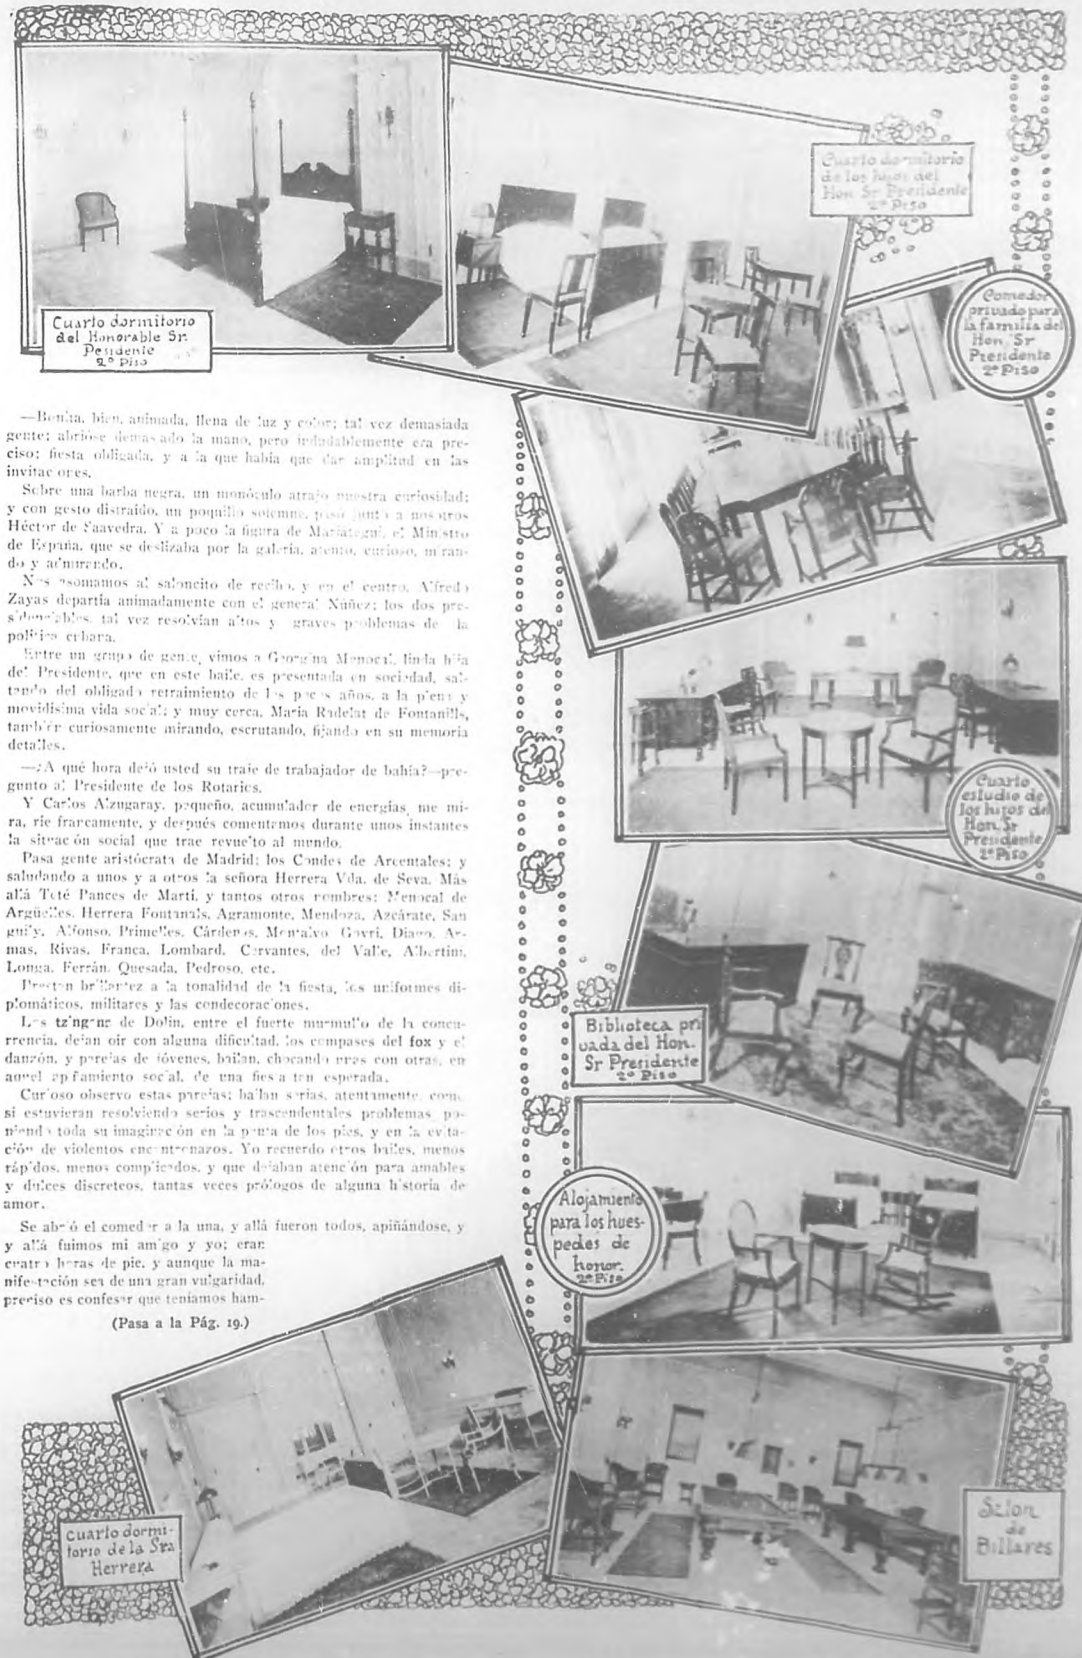 Cuarto dormitorio
del Honorable Sr.
Pesidente
2º Piso
Cuarto dormitorio
de los hijos del
Hon Sr Presidente
2º Piso
Comedor
privado para
la familia del
Hon. Sr
Presidente
2º Piso
—Bonita, bien, animada, llena de luz y color; tal vez demasiada
gente; abrióse demasiado la mano, pero indudablemente era pre-
ciso; fiesta obligada, y a la que había que dar amplitud en las
invitaciones.
Sobre una barba negra, un monóculo atrajo nuestra curiosidad;
y con gesto distraído, un poquillo solemne, pasó junto a nosotros
Héctor de Saavedra. Y a poco la figura de Mariátegui, el Ministro
de España, que se deslizaba por la galería, atento, curioso, miran-
do y admirando.
Nos asomamos al saloncito de recibo, y en el centro, Alfredo
Zayas departía animadamente con el general Núñez; los dos pre-
sidenciables, tal vez resolvían altos y graves problemas de la
política cubana.
Entre un grupo de gente, vimos a Georgina Menocal, linda hija
del Presidente, que en este baile, es presentada en sociedad, sal-
tando del obligado retraimiento de los pocos años, a la plena y
movidísima vida social; y muy cerca, María Radelat de Fontanills,
también curiosamente mirando, escrutando, fijando en su memoria
detalles.
—¿A qué hora dejó usted su traje de trabajador de bahía?—pre-
gunto al Presidente de los Rotarios.
Y Carlos Alzugaray, pequeño, acumulador de energías, me mi-
ra, ríe francamente, y después comentemos durante unos instantes
la situación social que trae revuelto al mundo.
Pasa gente aristócrata de Madrid; los Condes de Arcentales; y
saludando a unos y a otros la señora Herrera Vda. de Seva. Más
allá Teté Bances de Martí, y tantos otros nombres: Menocal de
Argüelles, Herrera Fontanals, Agramonte, Mendoza, Azcárate, San
guily, Alfonso, Primelles, Cárdenas, Montalvo, Govri, Diago, Ar-
mas, Rivas, Franca, Lombard, Cervantes, del Valle, Albertini,
Longa, Ferrán, Quesada, Pedroso, etc.
Prestan brillantez a la tonalidad de la fiesta, los uniformes di-
plomáticos, militares y las condecoraciones.
Los tzingane de Dolin, entre el fuerte murmullo de la concu-
rrencia, dejan oir con alguna dificultad, los compases del fox y el
danzón, y parejas de jóvenes, bailan, chocando unas con otras, en
aquel apiñamiento social, de una fiesta tan esperada.
Curioso observo estas parejas; bailan serias, atentamente, como
si estuvieran resolviendo serios y trascendentales problemas, po-
niendo toda su imaginación en la punta de los pies, y en la evita-
ción de violentos encontronazos. Yo recuerdo otros bailes, menos
rápidos, menos complicados, y que dejaban atención para amables
y dulces discreteos, tantas veces prólogos de alguna historia de
amor.
Se abrió el comedor a la una, y allá fueron todos, apiñándose, y
y allá fuimos mi amigo y yo; eran
cuatro horas de pie, y aunque la ma-
nifestación sea de una gran vulgaridad,
preciso es confesar que teníamos ham-
(Pasa a la Pág. 19.)
Cuarto
estudio de
los hijos del
Hon. Sr
Presidente
2º Piso
Biblioteca pri
vada del Hon.
Sr Presidente
2º Piso
Alojamiento
para los hues-
pedes de
honor.
2º Piso
Cuarto dormi-
torio de la Sra
Herrera
Salon
de
Billares